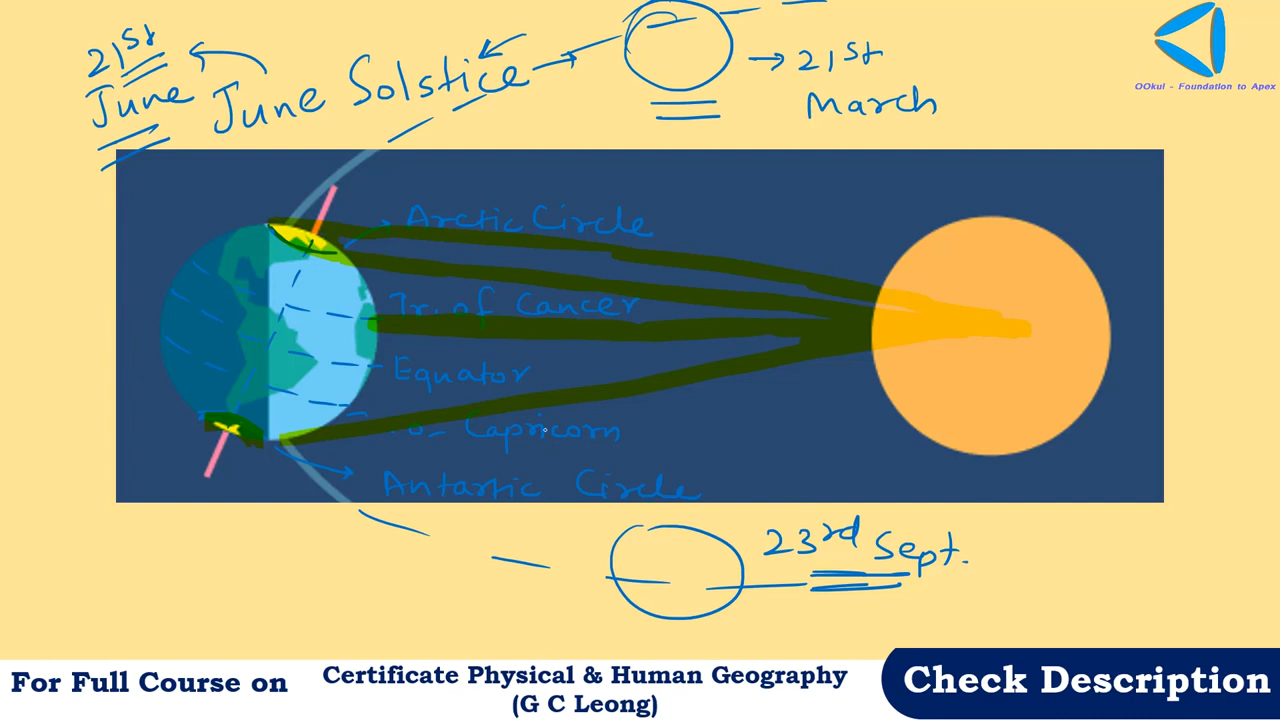 21st
June
June Solstice
21st
March
OOkul - Foundation to Apex
Arctic Circle
Tr. of Cancer
Equator
Capricorn
Antartic Circle
23rd Sept.
For Full Course on
Certificate Physical & Human Geography
(G C Leong)
Check Description